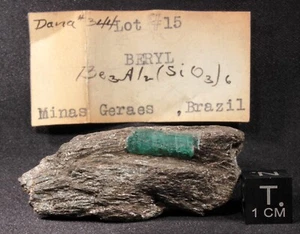 Dana # 344 Lot #15
BERYL
Be3Al2(SiO3)6
Minas Geraes , Brazil
N
T.
1 CM